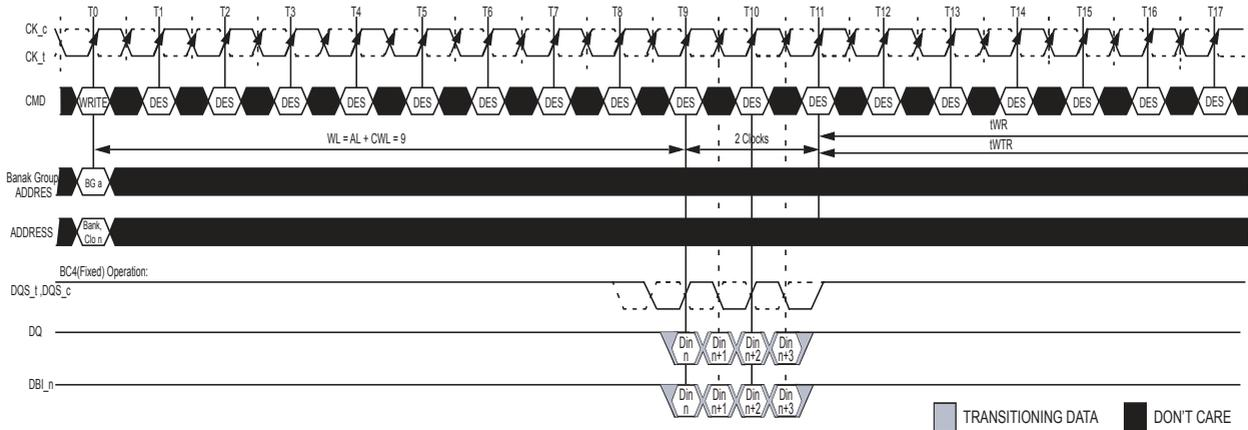 T0 T1 T2 T3 T4 T5 T6 T7 T8 T9 T10 T11 T12 T13 T14 T15 T16 T17
CK_c
CK_t
CMD WRITE DES DES DES DES DES DES DES DES DES DES DES DES DES DES DES DES DES
WL = AL + CWL = 9
2 Clocks
tWR
tWTR
Banak Group
ADDRES
BG a
ADDRESS
Bank,
Clo n
BC4(Fixed) Operation:
DQS_t ,DQS_c
DQ
Din n
Din n+1
Din n+2
Din n+3
DBI_n
Din n
Din n+1
Din n+2
Din n+3
TRANSITIONING DATA
DON'T CARE